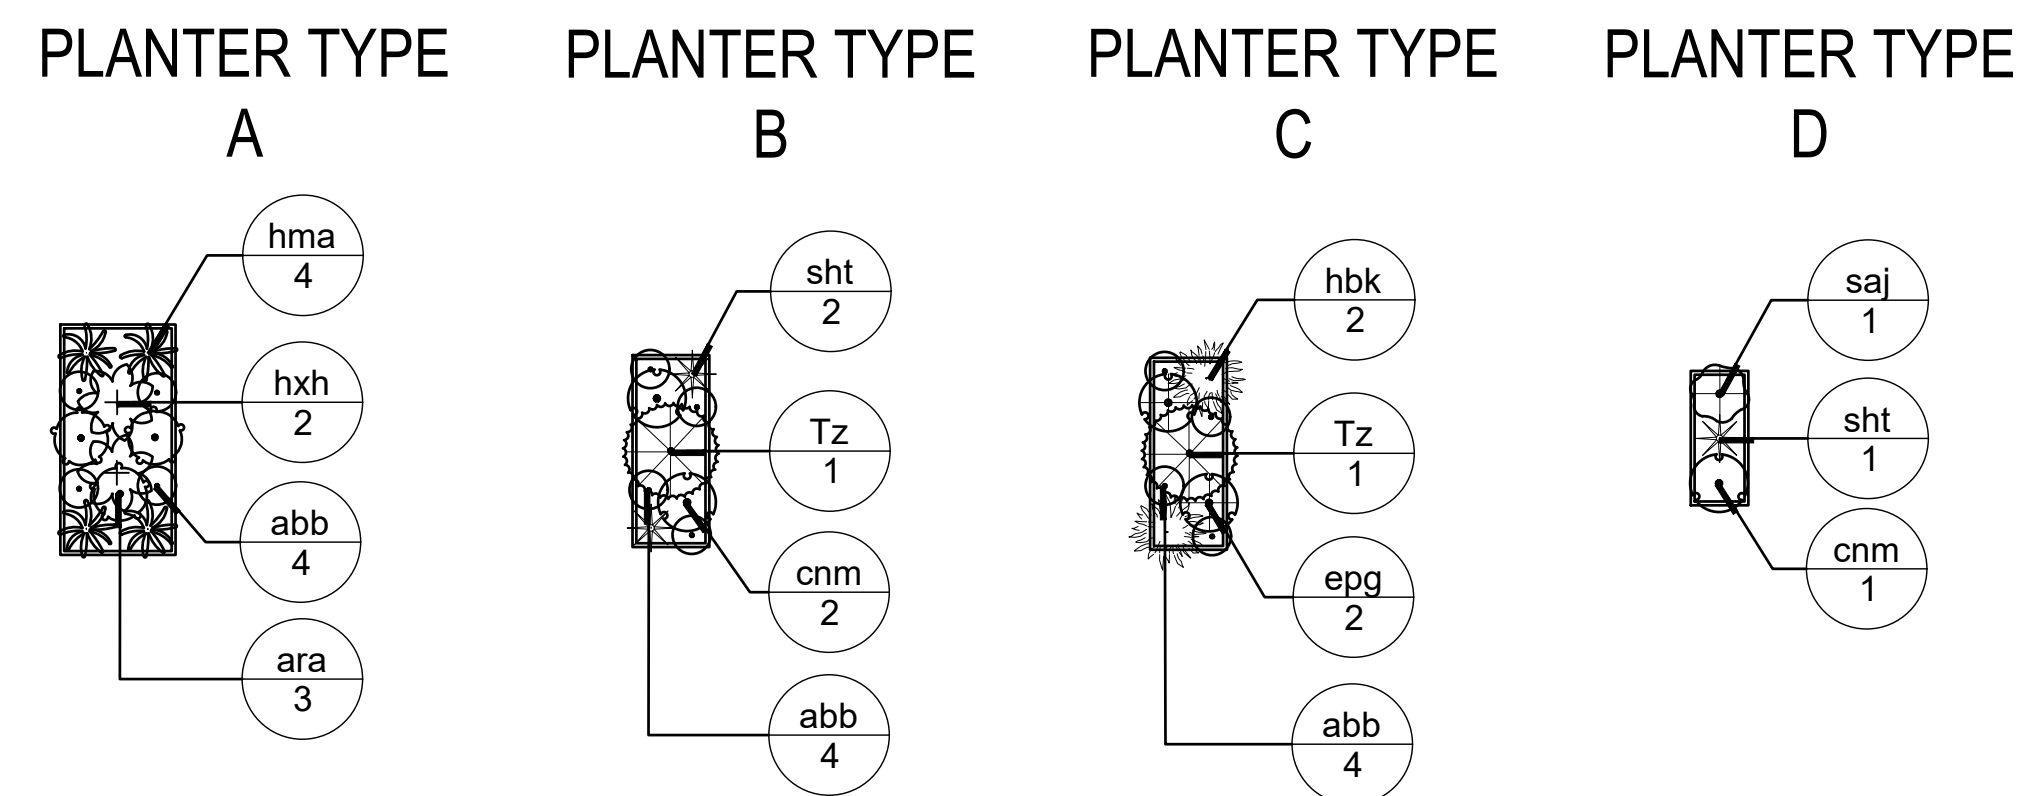 PLANTER TYPE
A
hma
4
hxh
2
abb
4
ara
3
PLANTER TYPE
B
sht
2
Tz
1
cnm
2
abb
4
PLANTER TYPE
C
hbk
2
Tz
1
epg
2
abb
4
PLANTER TYPE
D
saj
1
sht
1
cnm
1